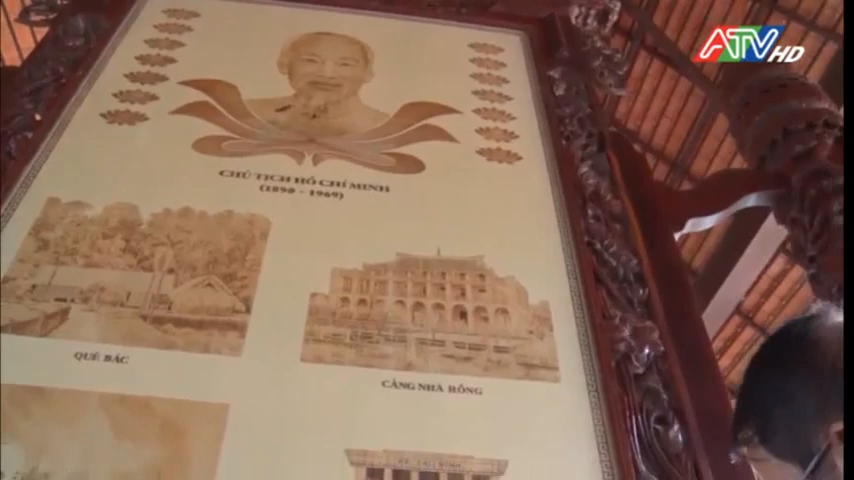 ATV HD
CHỦ TỊCH HỒ CHÍ MINH
(1890 - 1969)
QUÊ BÁC
CẢNG NHÀ RỒNG